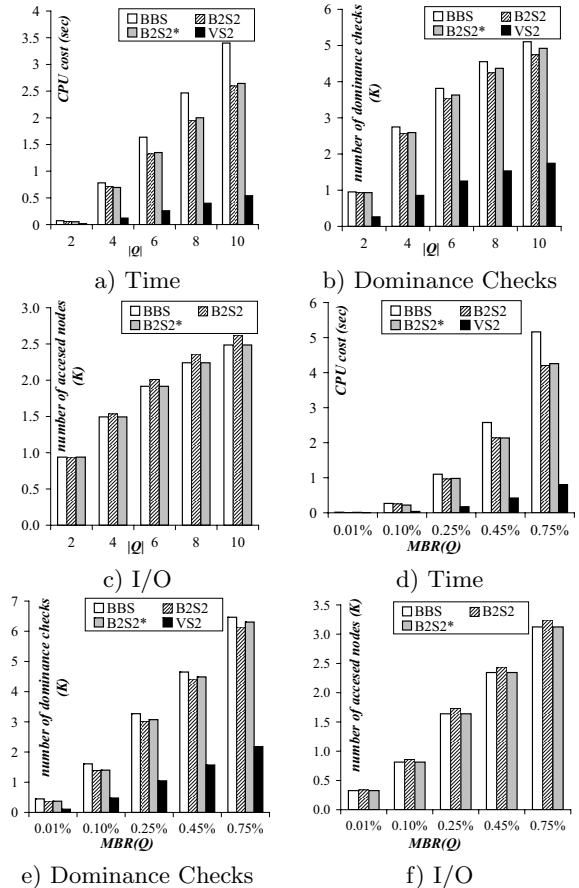 BBS B2S2
B2S2* VS2
CPU cost (sec)
4
3.5
3
2.5
2
1.5
1
0.5
0
2 4 6 8 10
|Q|
a) Time
BBS B2S2
B2S2* VS2
number of dominance checks
(K)
6
5
4
3
2
1
0
2 4 6 8 10
|Q|
b) Dominance Checks
BBS B2S2
B2S2*
number of accesed nodes
(K)
3.0
2.5
2.0
1.5
1.0
0.5
0.0
2 4 6 8 10
|Q|
c) I/O
BBS B2S2
B2S2* VS2
CPU cost (sec)
6
5
4
3
2
1
0
0.01% 0.10% 0.25% 0.45% 0.75%
MBR(Q)
d) Time
BBS B2S2
B2S2* VS2
number of dominance checks
(K)
7
6
5
4
3
2
1
0
0.01% 0.10% 0.25% 0.45% 0.75%
MBR(Q)
e) Dominance Checks
BBS B2S2
B2S2*
number of accesed nodes (K)
3.5
3.0
2.5
2.0
1.5
1.0
0.5
0.0
0.01% 0.10% 0.25% 0.45% 0.75%
MBR(Q)
f) I/O